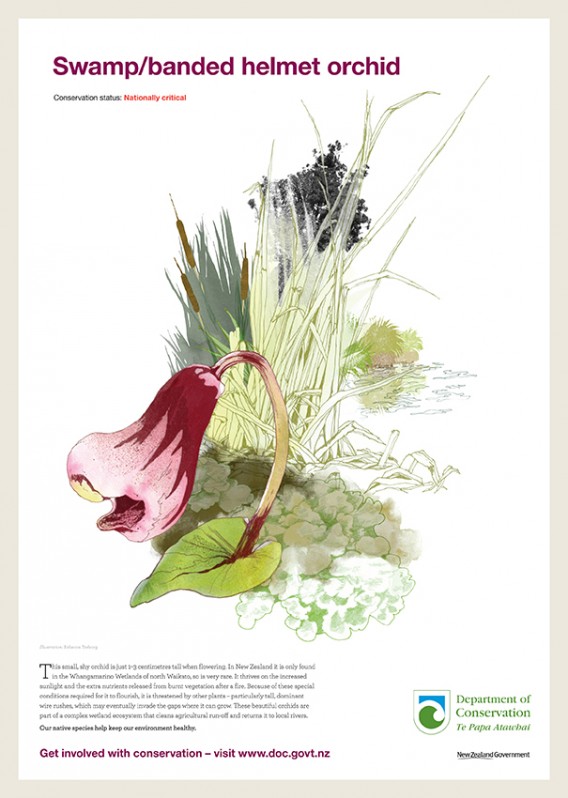 Swamp/banded helmet orchid
Conservation status: Nationally critical
This small, shy orchid is just 1-3 centimetres tall when flowering. In New Zealand it is only found
in the Whangamarino Wetlands of north Waikato, so is very rare. It thrives on the increased
sunlight and the extra nutrients released from burnt vegetation after a fire. Because of these special
conditions required for it to flourish, it is threatened by other plants – particularly tall, dominant
wire rushes, which may eventually invade the gaps where it can grow. These beautiful orchids are
part of a complex wetland ecosystem that cleans agricultural run-off and returns it to local rivers.
Our native species help keep our environment healthy.
Get involved with conservation – visit www.doc.govt.nz
Department of
Conservation
Te Papa Atawhai
New Zealand Government